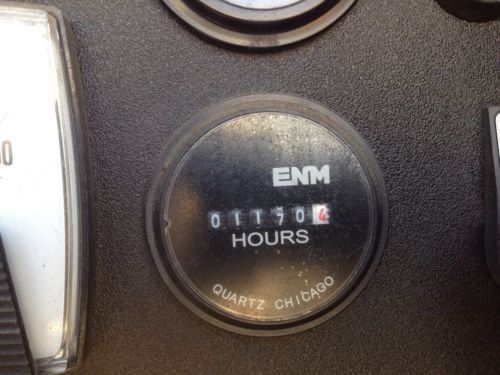 ENM
011704
HOURS
QUARTZ CHICAGO